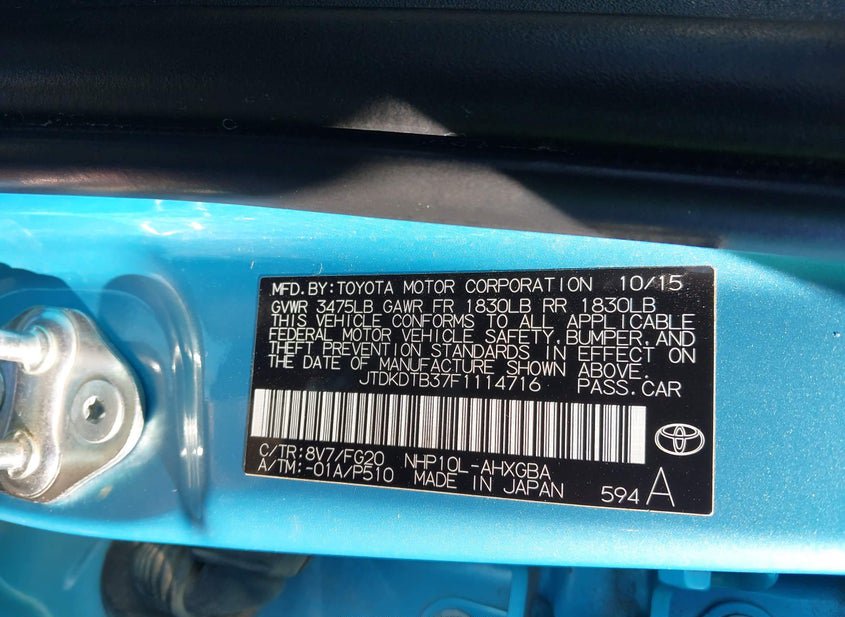 MFD.BY:TOYOTA MOTOR CORPORATION 10/15
GVWR 3475LB GAWR FR 1830LB RR 1830LB
THIS VEHICLE CONFORMS TO ALL APPLICABLE
FEDERAL MOTOR VEHICLE SAFETY,BUMPER,AND
THEFT PREVENTION STANDARDS IN EFFECT ON
THE DATE OF MANUFACTURE SHOWN ABOVE.
JTDKDTB37F1114716 PASS.CAR
C/TR:8V7/FG20 NHP10L-AHXGBA
A/TM:-01A/P510 MADE IN JAPAN
594 A